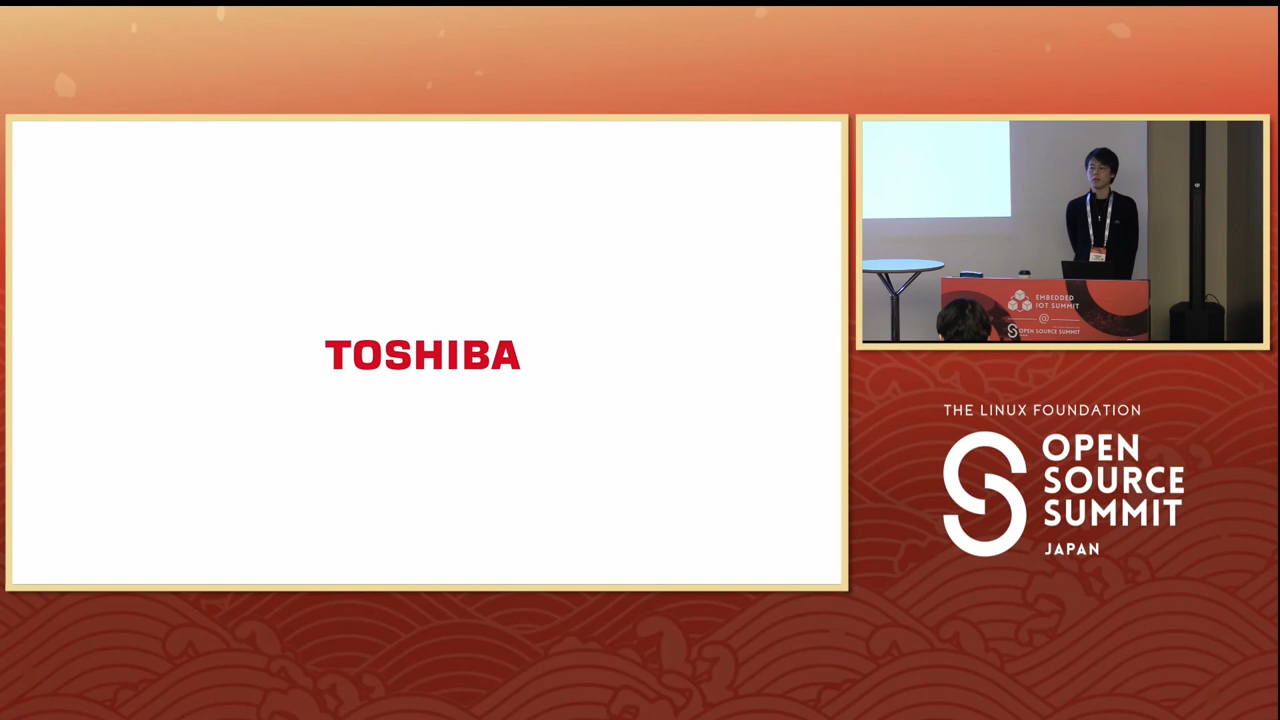 TOSHIBA
EMBEDDED
IOT SUMMIT
@
OPEN SOURCE SUMMIT
THE LINUX FOUNDATION
OPEN
SOURCE
SUMMIT
JAPAN